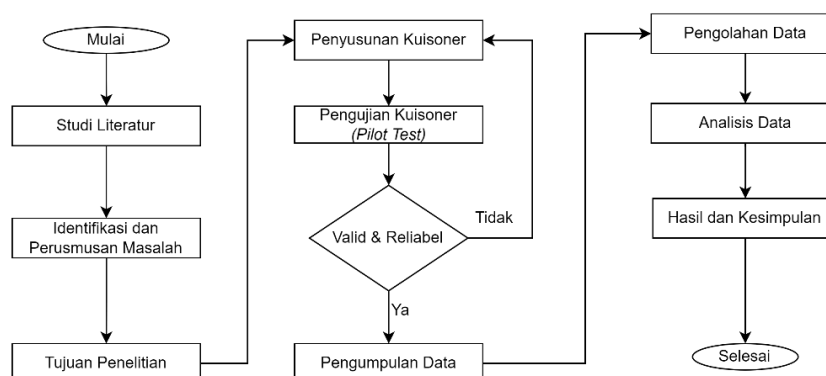 Mulai
Studi Literatur
Identifikasi dan
Perusmusan Masalah
Tujuan Penelitian
Penyusunan Kuisoner
Pengujian Kuisoner
(Pilot Test)
Valid & Reliabel
Tidak
Ya
Pengumpulan Data
Pengolahan Data
Analisis Data
Hasil dan Kesimpulan
Selesai